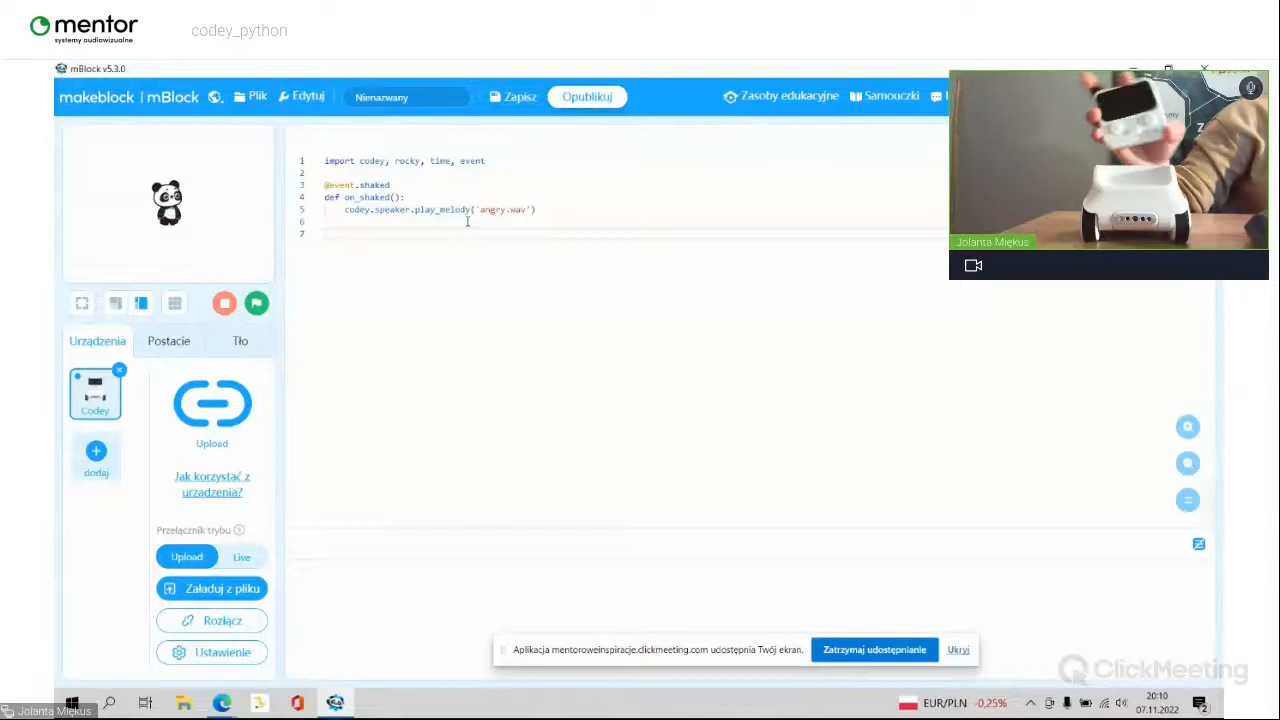 mentor
systemy audiowizualne
codey_python
mBlock v5.3.0
makeblock | mBlock
Plik
Edytuj
Nienazwany
Zapisz
Opublikuj
Zasoby edukacyjne
Samouczki
1 import codey, rocky, time, event
2
3 @event.shaked
4 def on_shaked():
5 codey.speaker.play_melody('angry.wav')
6
7
Jolanta Miękus
Urządzenia
Postacie
Tło
Codey
dodaj
Upload
Jak korzystać z
urządzenia?
Przełącznik trybu
Upload
Live
Załaduj z pliku
Rozłącz
Ustawienie
Aplikacja mentoroweinspiracje.clickmeeting.com udostępnia Twój ekran.
Zatrzymaj udostępnianie
Ukryj
ClickMeeting
EUR/PLN -0,25%
20:10
07.11.2022
2
Jolanta Miękus